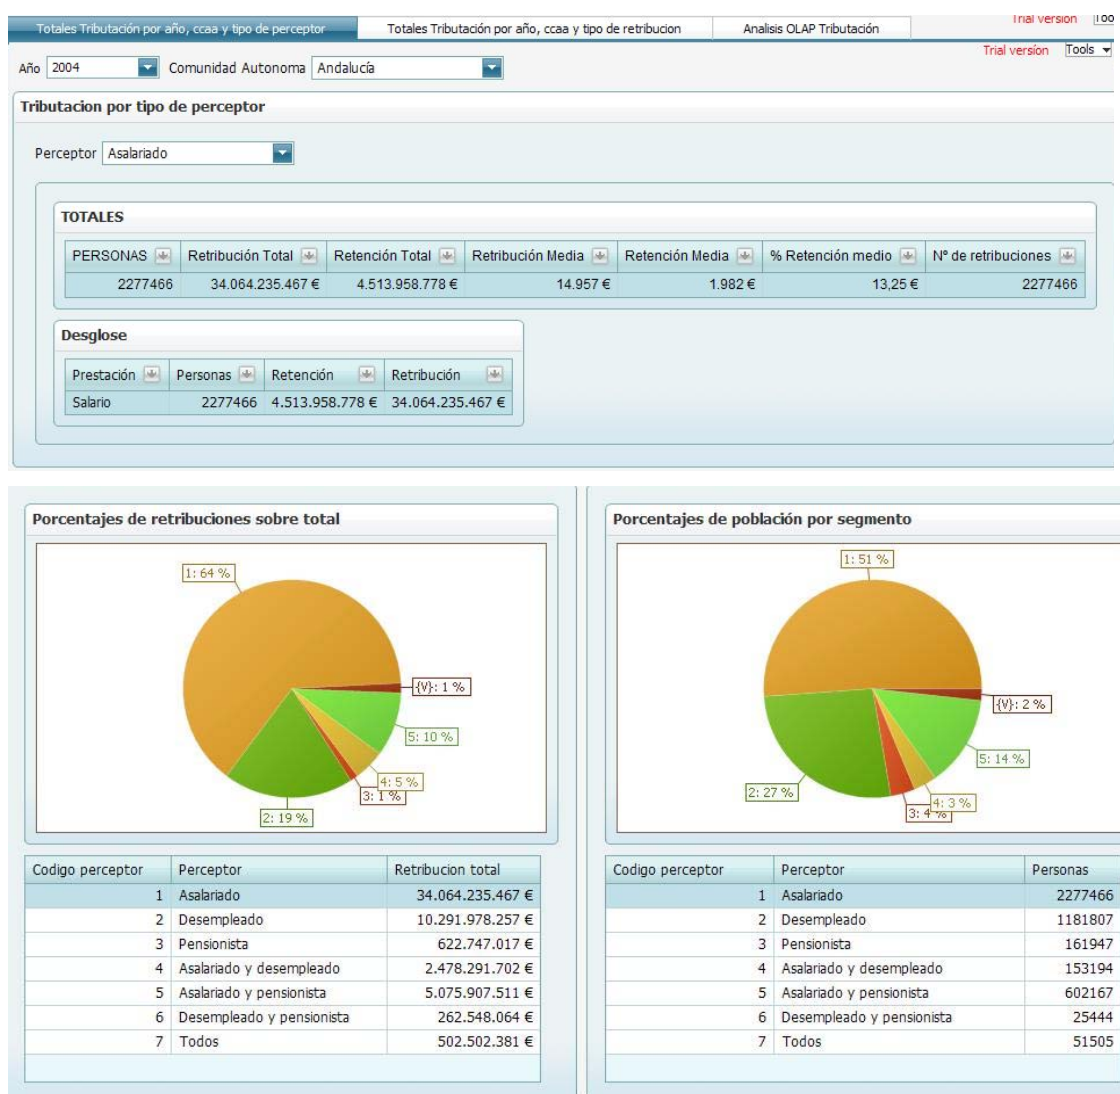 Totales Tributación por año, ccaa y tipo de perceptor Totales Tributación por año, ccaa y tipo de retribucion Analisis OLAP Tributación Trial version Too
Trial version Tools
Año 2004 Comunidad Autonoma Andalucía
Tributacion por tipo de perceptor
Perceptor Asalariado
TOTALES
PERSONAS Retribución Total Retención Total Retribución Media Retención Media % Retención medio Nº de retribuciones
2277466 34.064.235.467 € 4.513.958.778 € 14.957 € 1.982 € 13,25 € 2277466
Desglose
Prestación Personas Retención Retribución
Salario 2277466 4.513.958.778 € 34.064.235.467 €
Porcentajes de retribuciones sobre total
1: 64 %
{V}: 1 %
5: 10 %
4: 5 %
3: 1 %
2: 19 %
Codigo perceptor Perceptor Retribucion total
1 Asalariado 34.064.235.467 €
2 Desempleado 10.291.978.257 €
3 Pensionista 622.747.017 €
4 Asalariado y desempleado 2.478.291.702 €
5 Asalariado y pensionista 5.075.907.511 €
6 Desempleado y pensionista 262.548.064 €
7 Todos 502.502.381 €
Porcentajes de población por segmento
1: 51 %
{V}: 2 %
5: 14 %
2: 27 %
4: 3 %
3: 4 %
Codigo perceptor Perceptor Personas
1 Asalariado 2277466
2 Desempleado 1181807
3 Pensionista 161947
4 Asalariado y desempleado 153194
5 Asalariado y pensionista 602167
6 Desempleado y pensionista 25444
7 Todos 51505